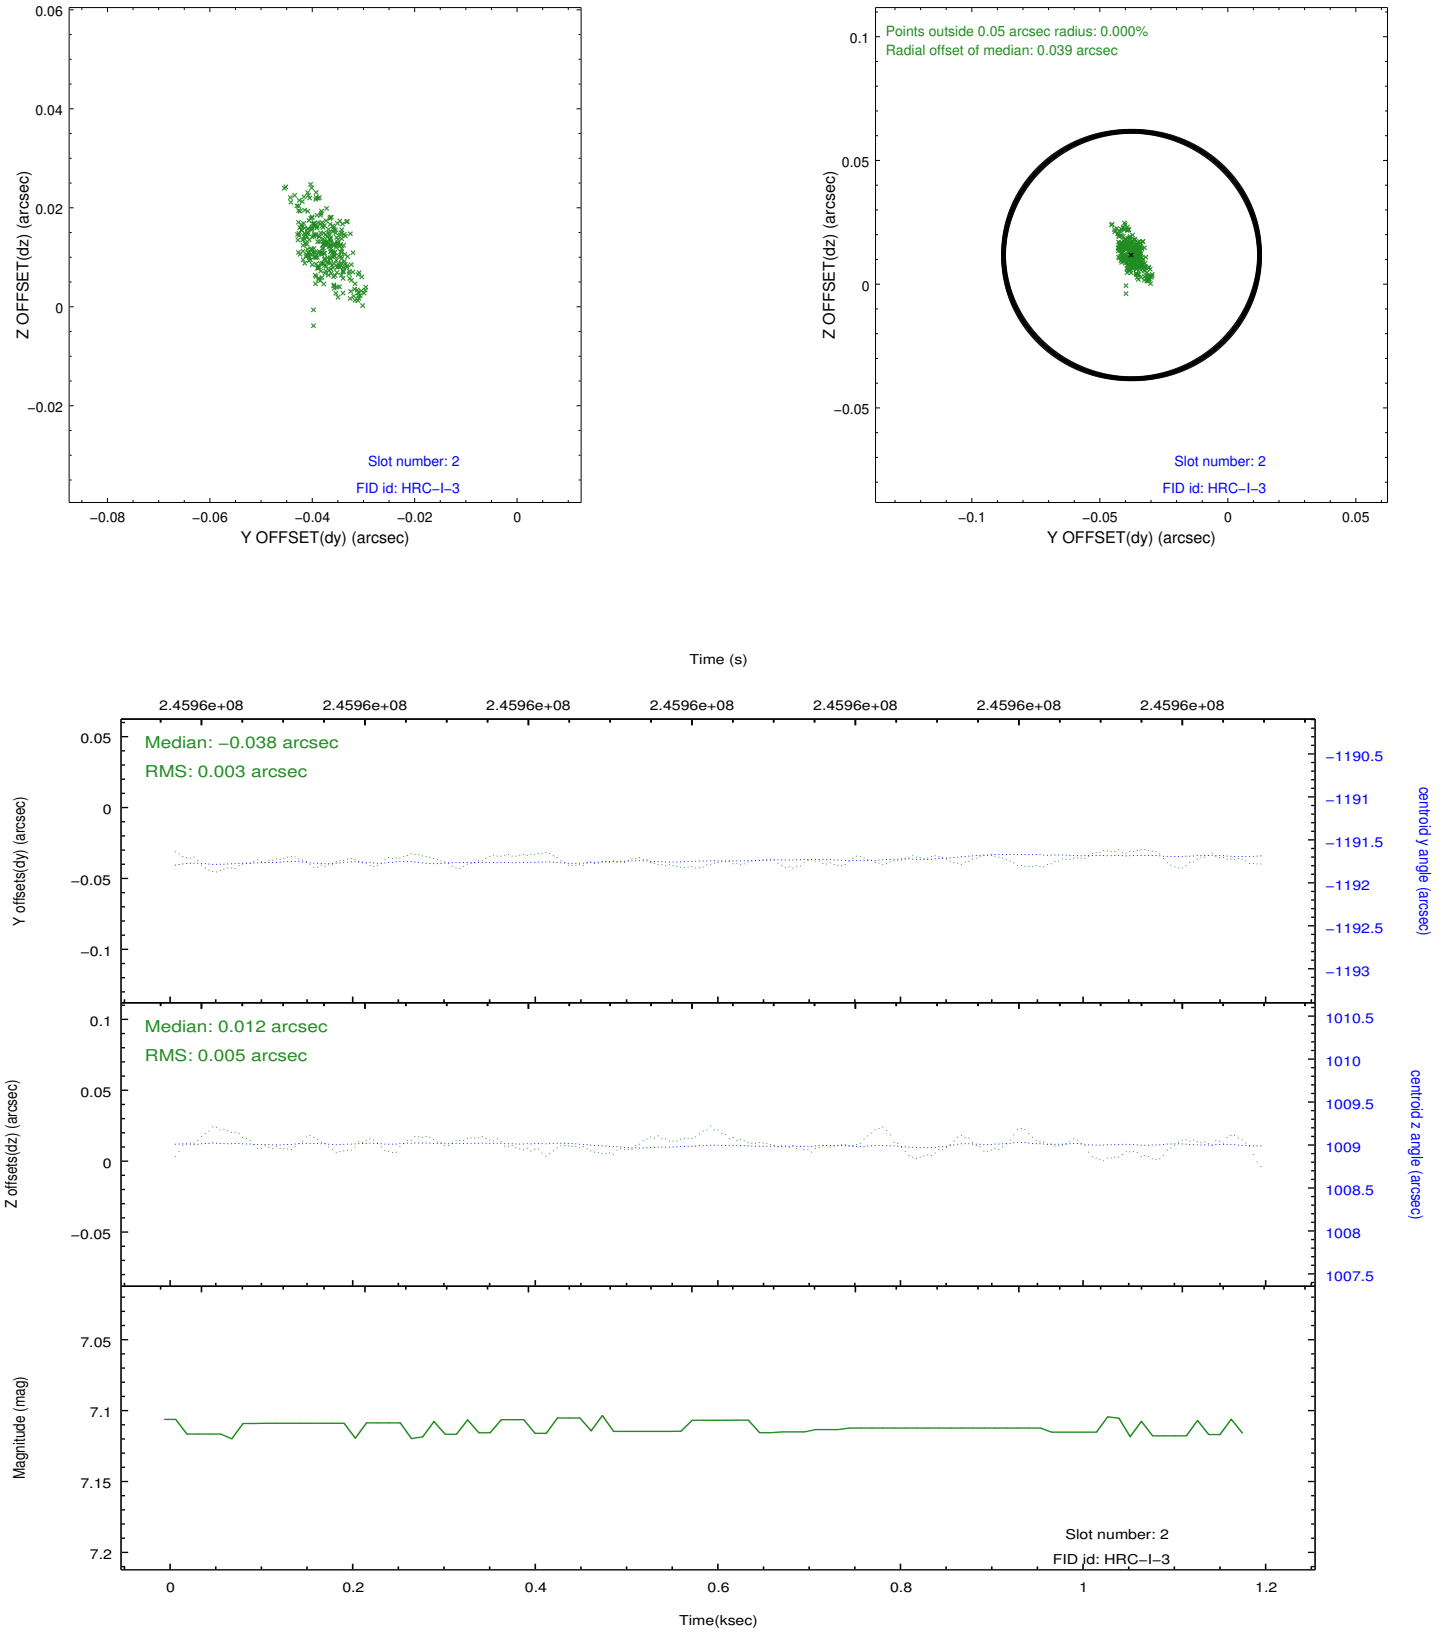 0.06
0.04
0.02
0
−0.02
Z OFFSET(dz) (arcsec)
Slot number: 2
FID id: HRC−I−3
−0.08 −0.06 −0.04 −0.02 0
Y OFFSET(dy) (arcsec)
Points outside 0.05 arcsec radius: 0.000%
Radial offset of median: 0.039 arcsec
0.1
0.05
0
−0.05
Z OFFSET(dz) (arcsec)
Slot number: 2
FID id: HRC−I−3
−0.1 −0.05 0 0.05
Y OFFSET(dy) (arcsec)
Time (s)
2.4596e+08 2.4596e+08 2.4596e+08 2.4596e+08 2.4596e+08 2.4596e+08 2.4596e+08
Median: −0.038 arcsec
RMS: 0.003 arcsec
0.05
0
−0.05
−0.1
Y offsets(dy) (arcsec)
−1190.5
−1191
−1191.5
−1192
−1192.5
−1193
centroid y angle (arcsec)
Median: 0.012 arcsec
RMS: 0.005 arcsec
0.1
0.05
0
−0.05
Z offsets(dz) (arcsec)
1010.5
1010
1009.5
1009
1008.5
1008
1007.5
centroid z angle (arcsec)
7.05
7.1
7.15
7.2
Magnitude (mag)
Slot number: 2
FID id: HRC−I−3
0 0.2 0.4 0.6 0.8 1 1.2
Time(ksec)